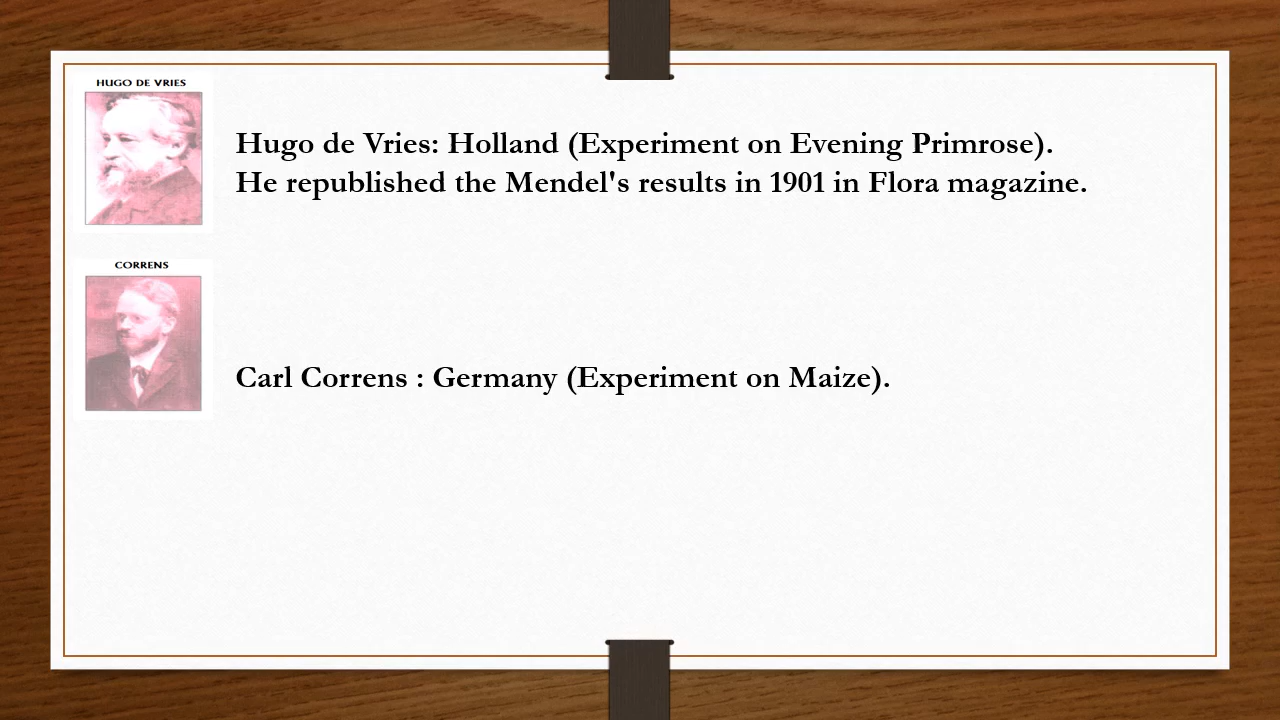 HUGO DE VRIES
Hugo de Vries: Holland (Experiment on Evening Primrose).
He republished the Mendel's results in 1901 in Flora magazine.
CORRENS
Carl Correns : Germany (Experiment on Maize).